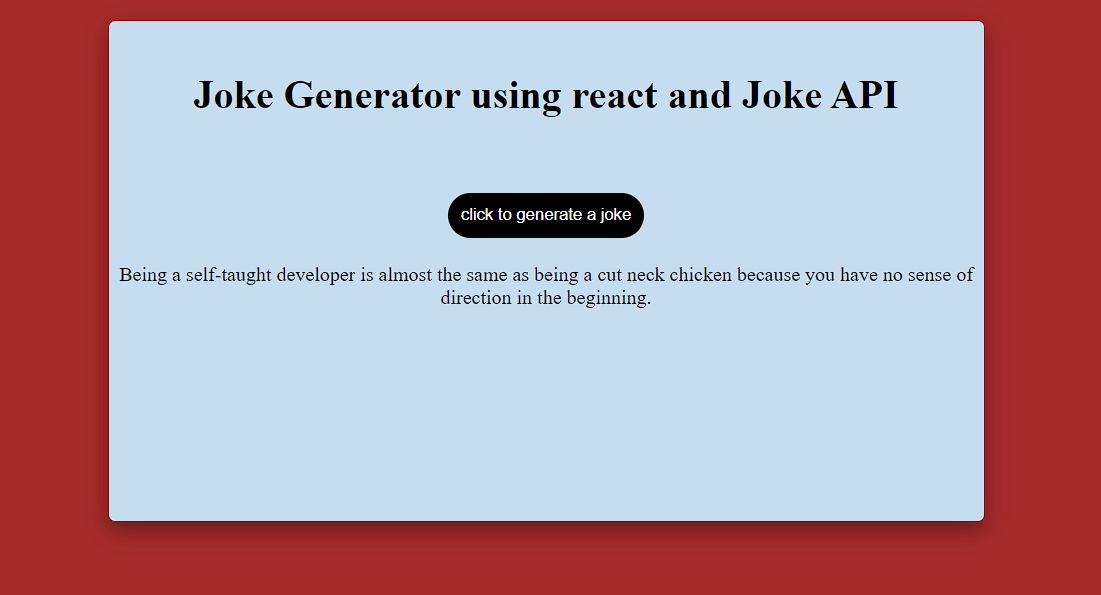 Joke Generator using react and Joke API
click to generate a joke
Being a self-taught developer is almost the same as being a cut neck chicken because you have no sense of
direction in the beginning.